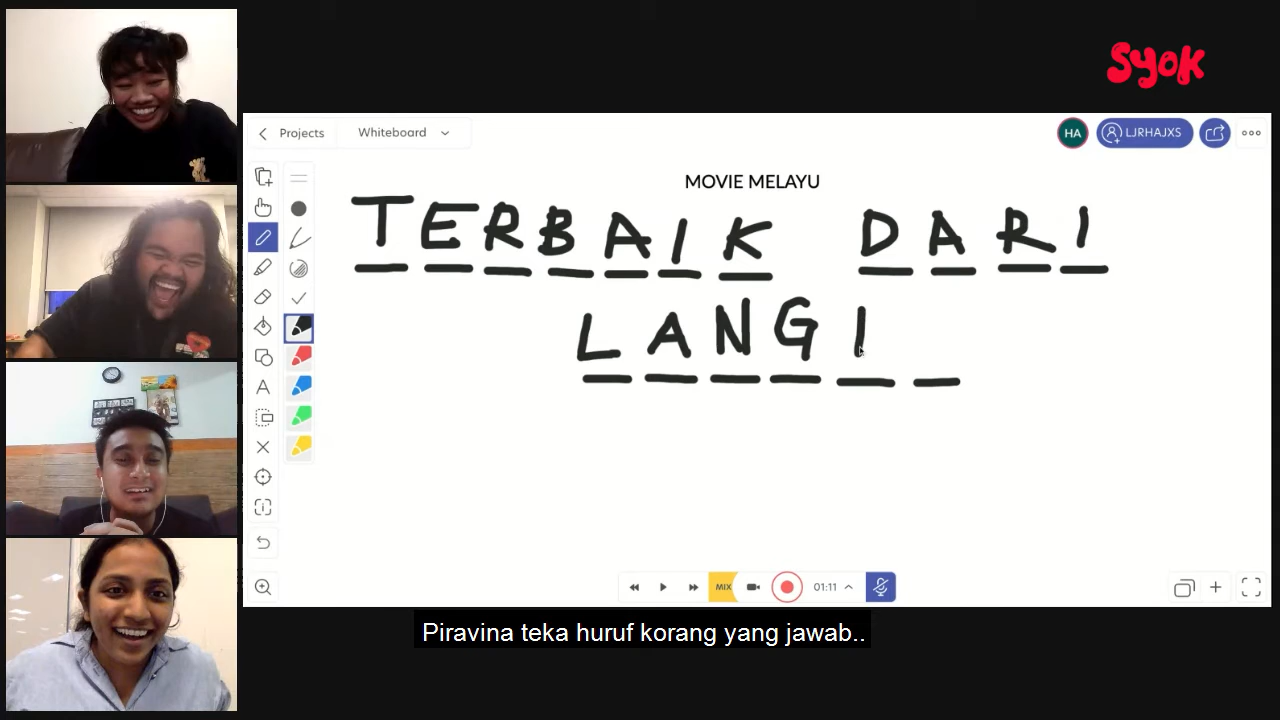 Syok
Projects
Whiteboard
HA
LJRHAJXS
MOVIE MELAYU
TERBAIK DARI
LANGI
A
MIX
01:11
Piravina teka huruf korang yang jawab..